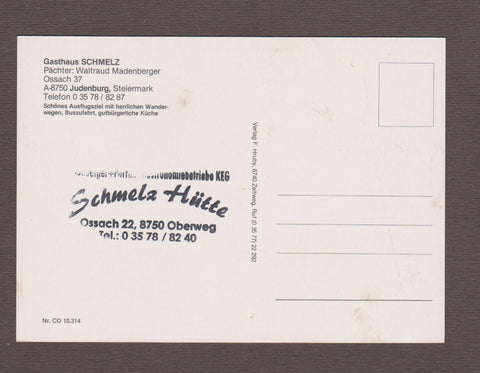 Gasthaus SCHMELZ
Pächter: Waltraud Madenberger
Ossach 37
A-8750 Judenburg, Steiermark
Telefon 0 35 78 / 82 87
Schönes Ausflugsziel mit herrlichen Wander-
wegen, Buszufahrt, gutbürgerliche Küche
KEG
Schmelz Hütte
Ossach 22, 8750 Oberweg
Tel.: 0 35 78 / 82 40
Verlag F. Hruby, 8740 Zeltweg, Ruf (0 35 77) 22 292
Nr. CO 10.314